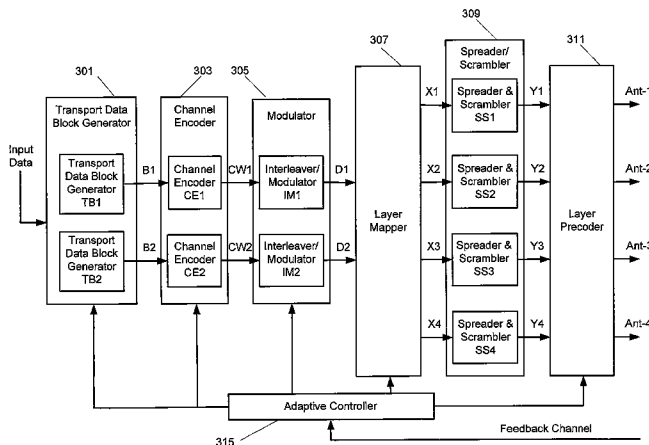 301
303
305
307
309
311
Transport Data
Block Generator
Channel
Encoder
Modulator
Spreader/
Scrambler
Input
Data
Transport
Data Block
Generator
TB1
B1
Channel
Encoder
CE1
CW1
Interleaver/
Modulator
IM1
D1
Transport
Data Block
Generator
TB2
B2
Channel
Encoder
CE2
CW2
Interleaver/
Modulator
IM2
D2
Layer
Mapper
X1
Spreader &
Scrambler
SS1
Y1
X2
Spreader &
Scrambler
SS2
Y2
X3
Spreader &
Scrambler
SS3
Y3
X4
Spreader &
Scrambler
SS4
Y4
Layer
Precoder
Ant-1
Ant-2
Ant-3
Ant-4
Adaptive Controller
315
Feedback Channel